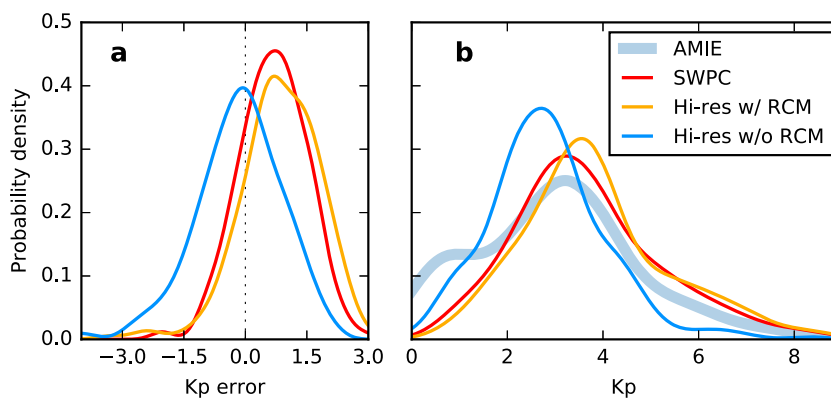 a
b
AMIE
SWPC
Hi-res w/ RCM
Hi-res w/o RCM
Probability density
0.5
0.4
0.3
0.2
0.1
0.0
−3.0 −1.5 0.0 1.5 3.0
0 2 4 6 8
Kp error
Kp